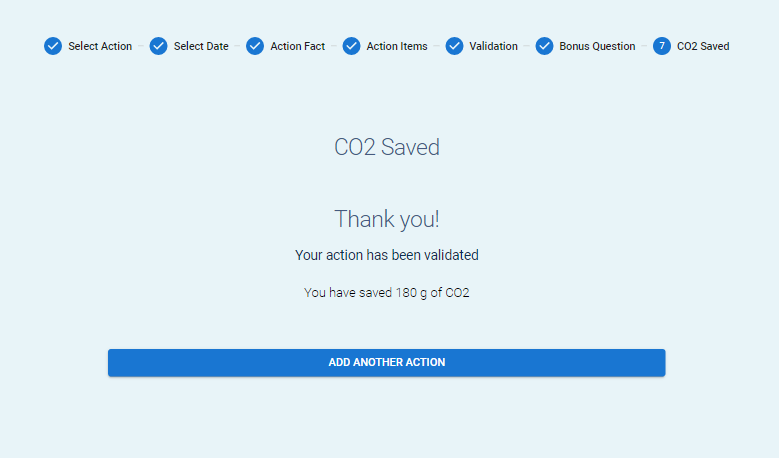 Select Action Select Date Action Fact Action Items Validation Bonus Question 7 CO2 Saved
CO2 Saved
Thank you!
Your action has been validated
You have saved 180 g of CO2
ADD ANOTHER ACTION